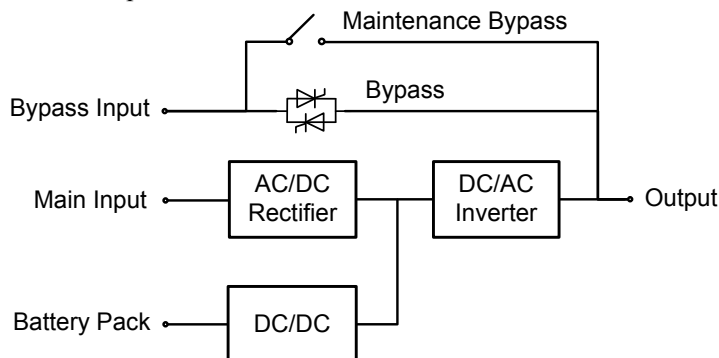 Maintenance Bypass
Bypass Input
Bypass
Main Input
AC/DC
Rectifier
DC/AC
Inverter
Output
Battery Pack
DC/DC